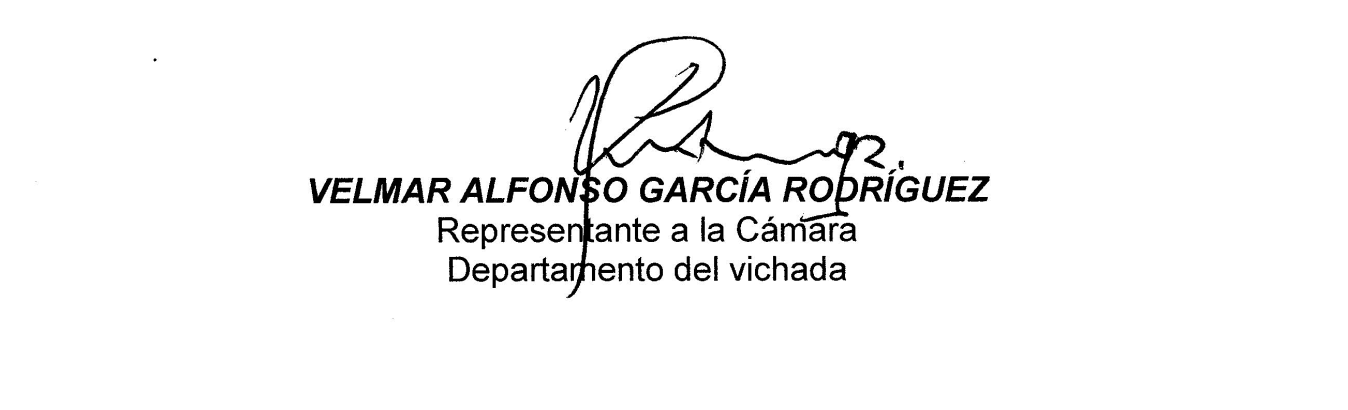 VELMAR ALFONSO GARCÍA RODRÍGUEZ
Representante a la Cámara
Departamento del vichada